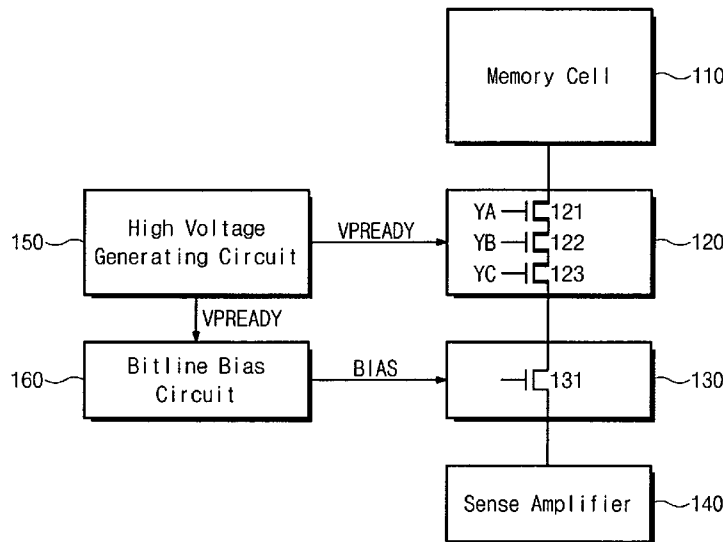 Memory Cell
110
High Voltage
Generating Circuit
150
VPREADY
YA
121
YB
122
YC
123
120
VPREADY
Bitline Bias
Circuit
160
BIAS
131
130
Sense Amplifier
140